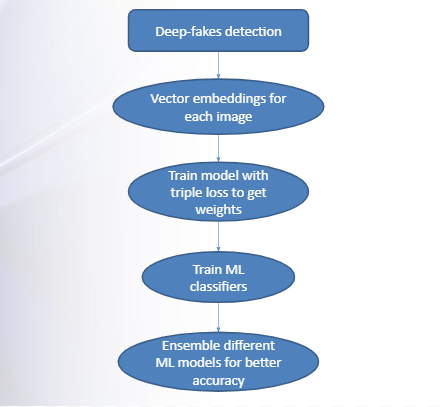 Deep-fakes detection
Vector embeddings for
each image
Train model with
triple loss to get
weights
Train ML
classifiers
Ensemble different
ML models for better
accuracy